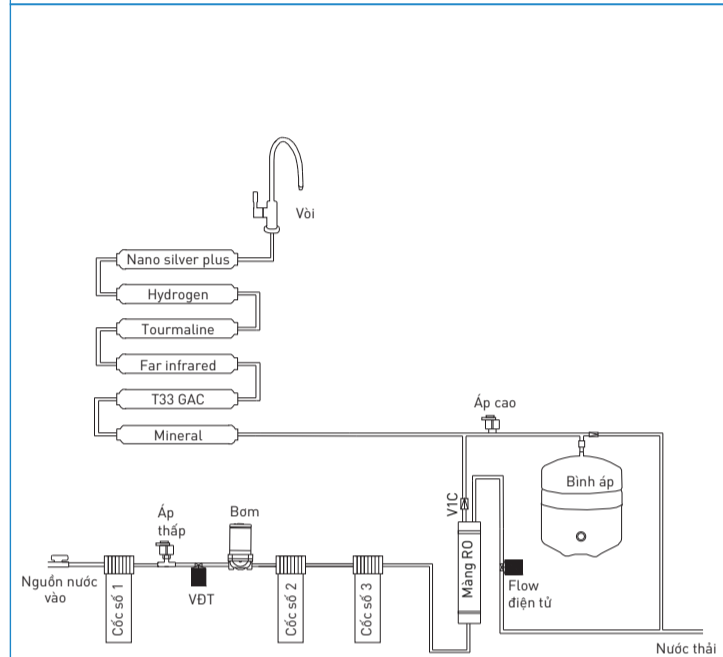 Vòi
Nano silver plus
Hydrogen
Tourmaline
Far infrared
T33 GAC
Mineral
Áp cao
Bình áp
V1C
Áp
thấp
Bơm
Màng RO
Nguồn nước
vào
Cốc số 1
VĐT
Cốc số 2
Cốc số 3
Flow
điện tử
Nước thải